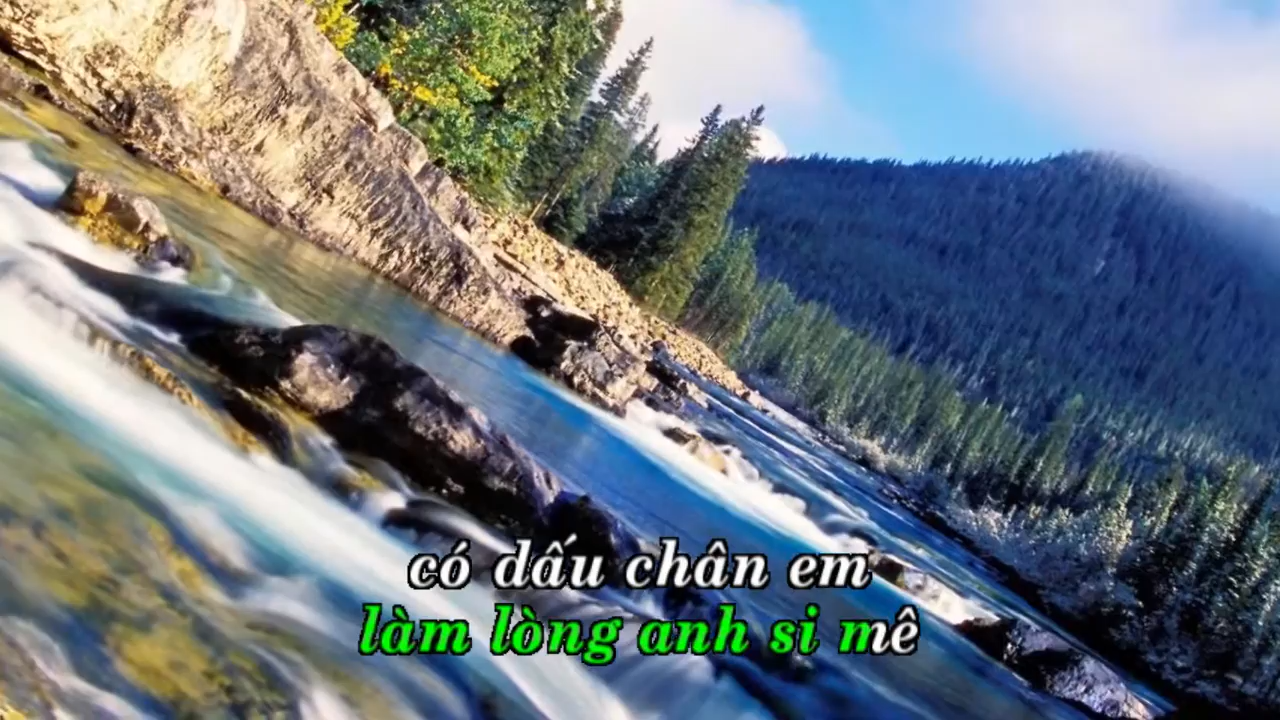 có dấu chân em
làm lòng anh si mê